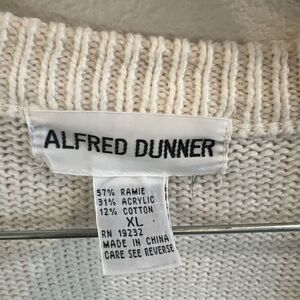 ALFRED DUNNER
57% RAMIE
31% ACRYLIC
12% COTTON
XL
RN 19232
MADE IN CHINA
CARE SEE REVERSE